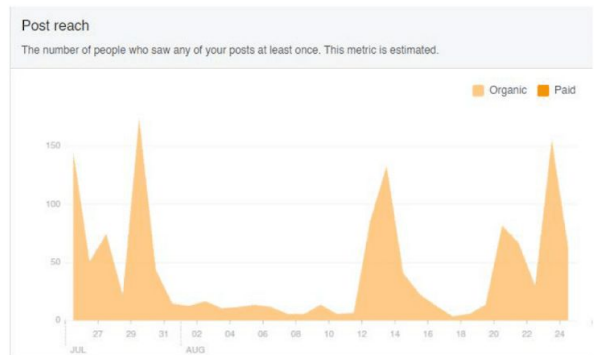 Post reach
The number of people who saw any of your posts at least once. This metric is estimated.
Organic Paid
150
100
50
0
27 29 31 02 04 06 08 10 12 14 16 18 20 22 24
JUL AUG